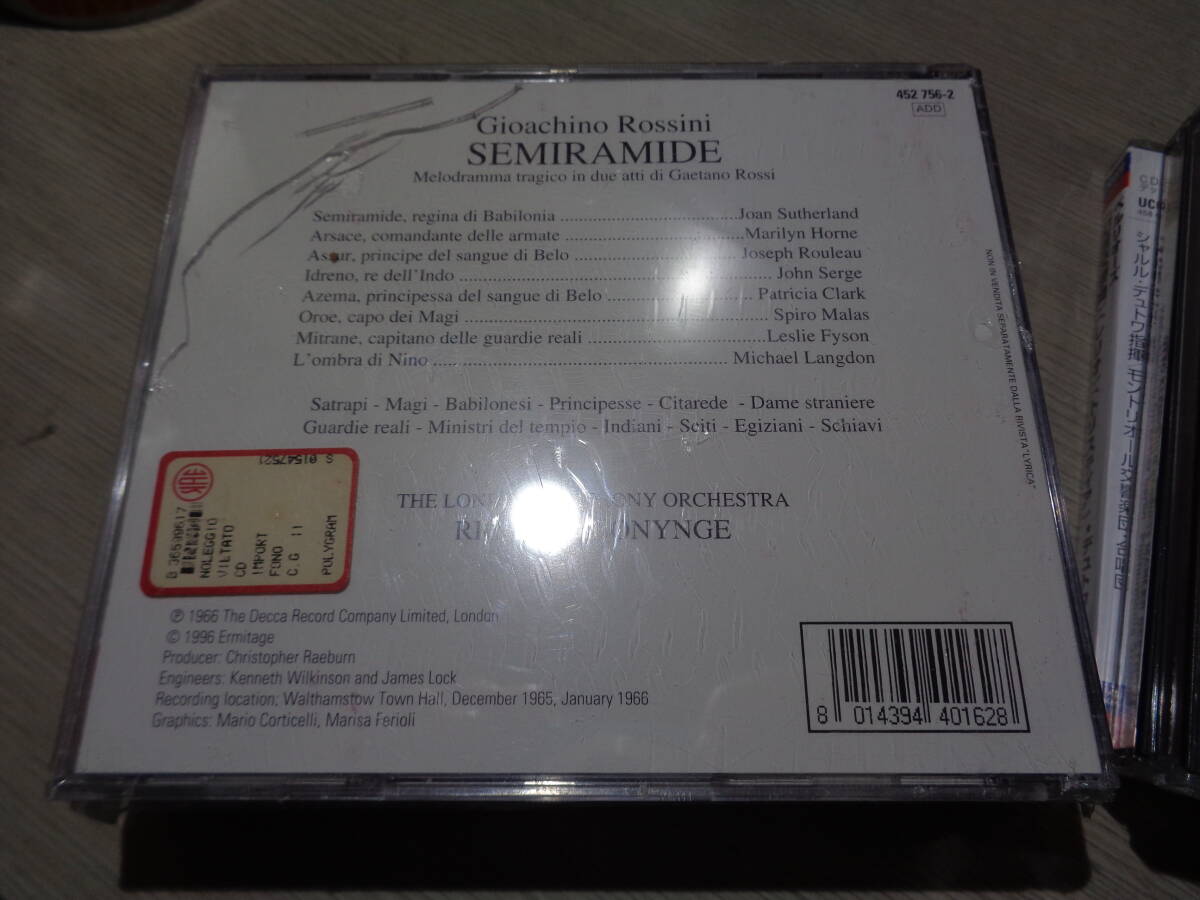 452 756-2
ADD
Gioachino Rossini
SEMIRAMIDE
Melodramma tragico in due atti di Gaetano Rossi
Semiramide, regina di Babilonia ........ Joan Sutherland
Arsace, comandante delle armate ........ Marilyn Horne
Assur, principe del sangue di Belo ........ Joseph Rouleau
Idreno, re dell'Indo ........ John Serge
Azema, principessa del sangue di Belo ........ Patricia Clark
Oroe, capo dei Magi ........ Spiro Malas
Mitrane, capitano delle guardie reali ........ Leslie Fyson
L'ombra di Nino ........ Michael Langdon
Satrapi - Magi - Babilonesi - Principesse - Citarede - Dame straniere
Guardie reali - Ministri del tempio - Indiani - Sciti - Egiziani - Schiavi
THE ORCHESTRA
NON IN VENDITA SEPARATAMENTE DALLA RIVISTA "LYRICA"
NOLEGGIO
VIETATO
CD
IMPORT
FONO
C.G II
POLYGRAM
℗ 1966 The Decca Record Company Limited, London
© 1996 Ermitage
Producer: Christopher Raeburn
Engineers: Kenneth Wilkinson and James Lock
Recording location: Walthamstow Town Hall, December 1965, January 1966
Graphics: Mario Corticelli, Marisa Ferioli
8 014394 401628
シャルル・デュトワ指揮 モントリオール